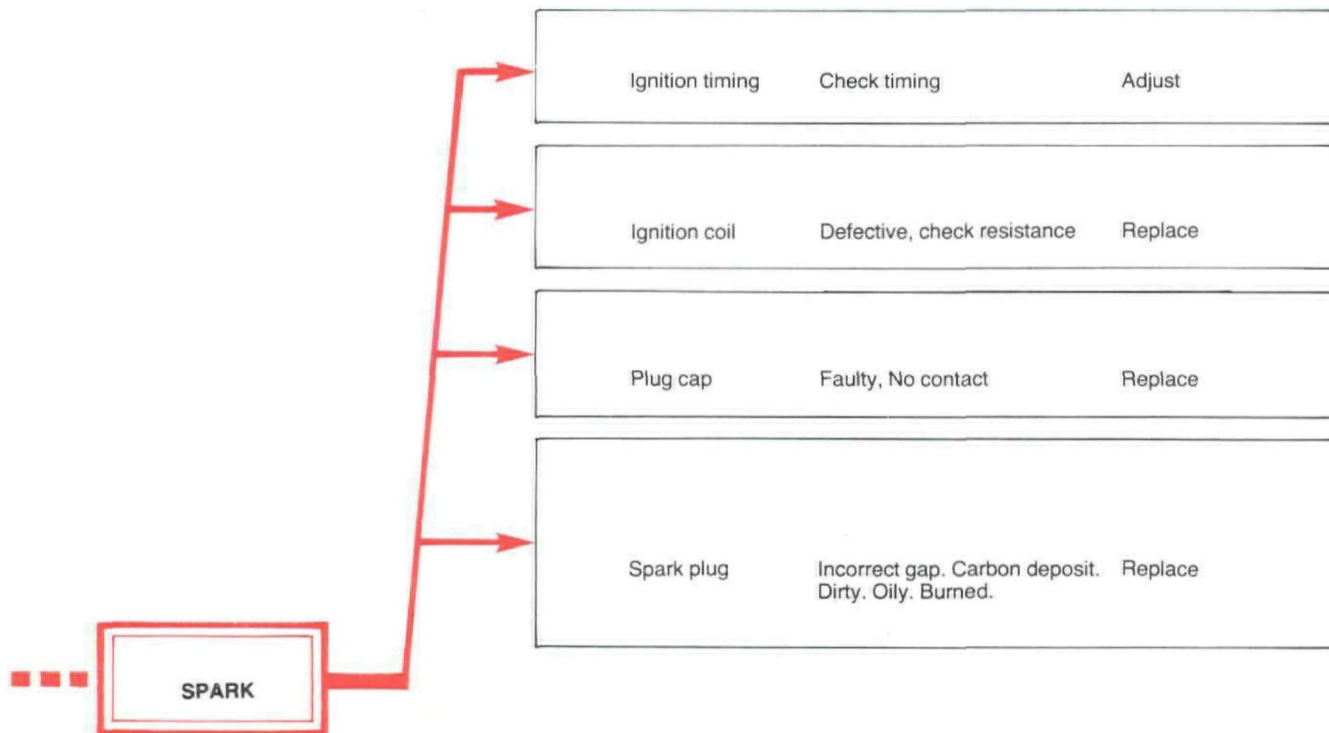 Ignition timing Check timing Adjust
Ignition coil Defective, check resistance Replace
Plug cap Faulty, No contact Replace
Spark plug Incorrect gap. Carbon deposit. Replace
Dirty. Oily. Burned.
SPARK